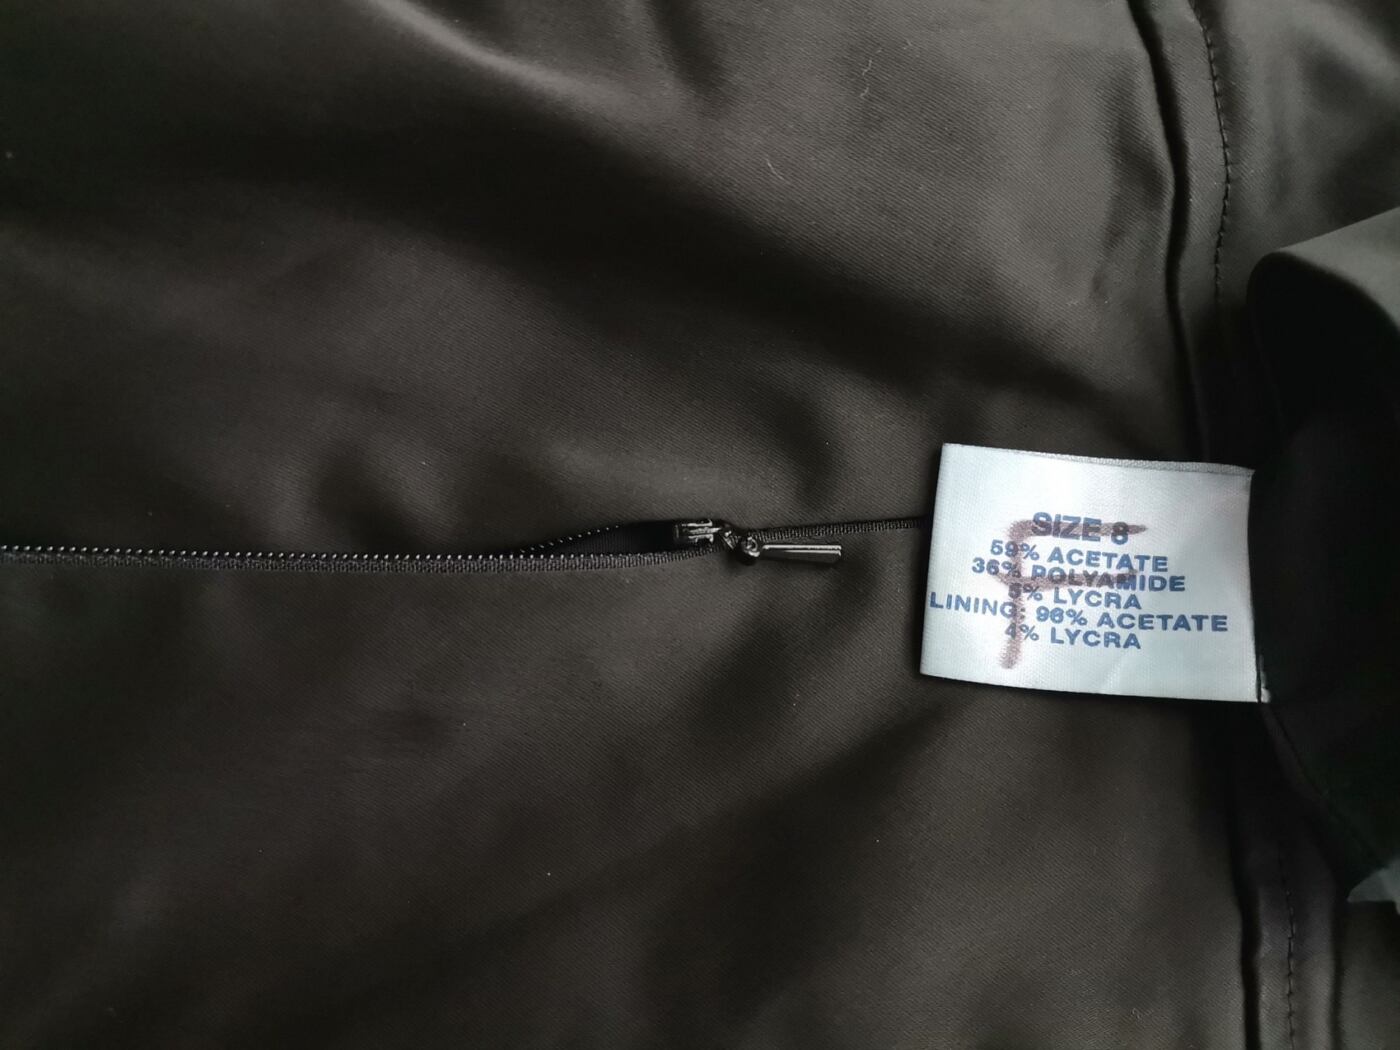 SIZE 8
59% ACETATE
36% POLYAMIDE
5% LYCRA
LINING: 96% ACETATE
4% LYCRA
F